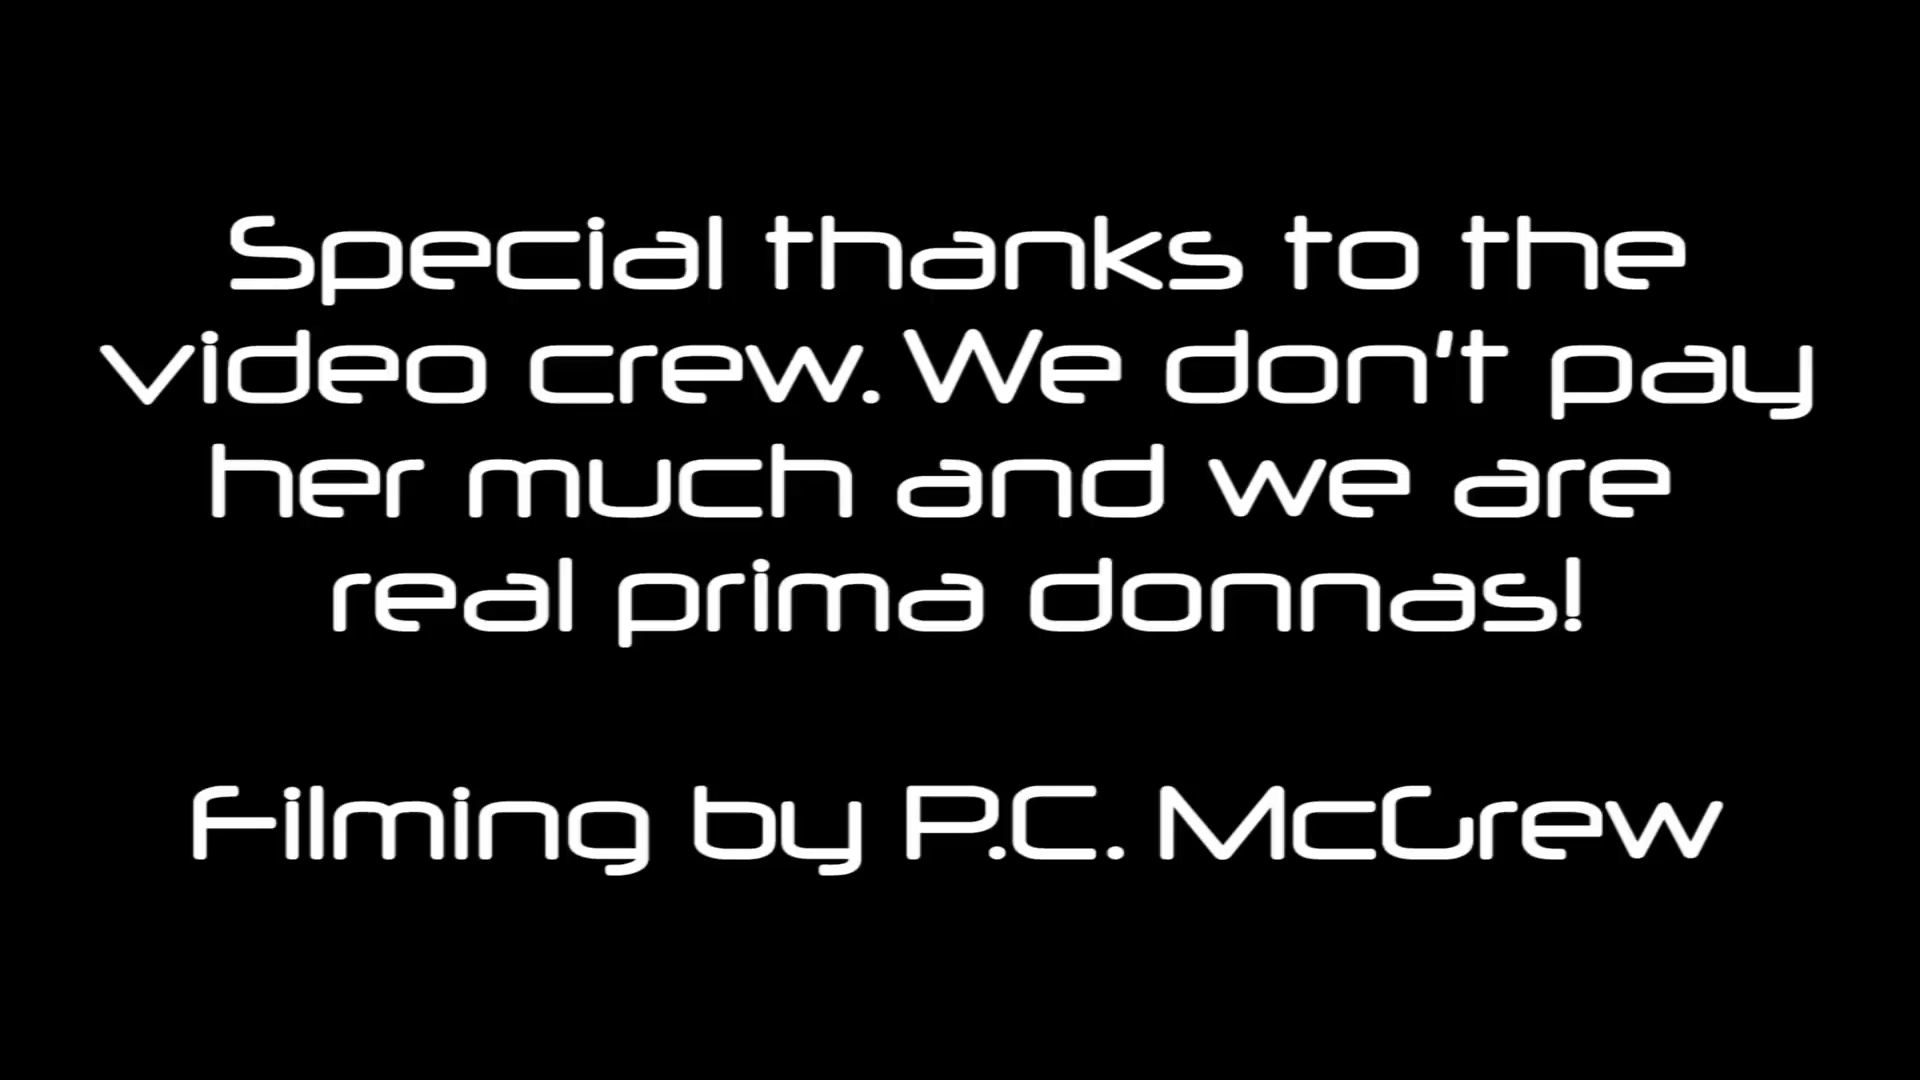 Special thanks to the
video crew. We don't pay
her much and we are
real prima donnas!
Filming by P.C. McGrew